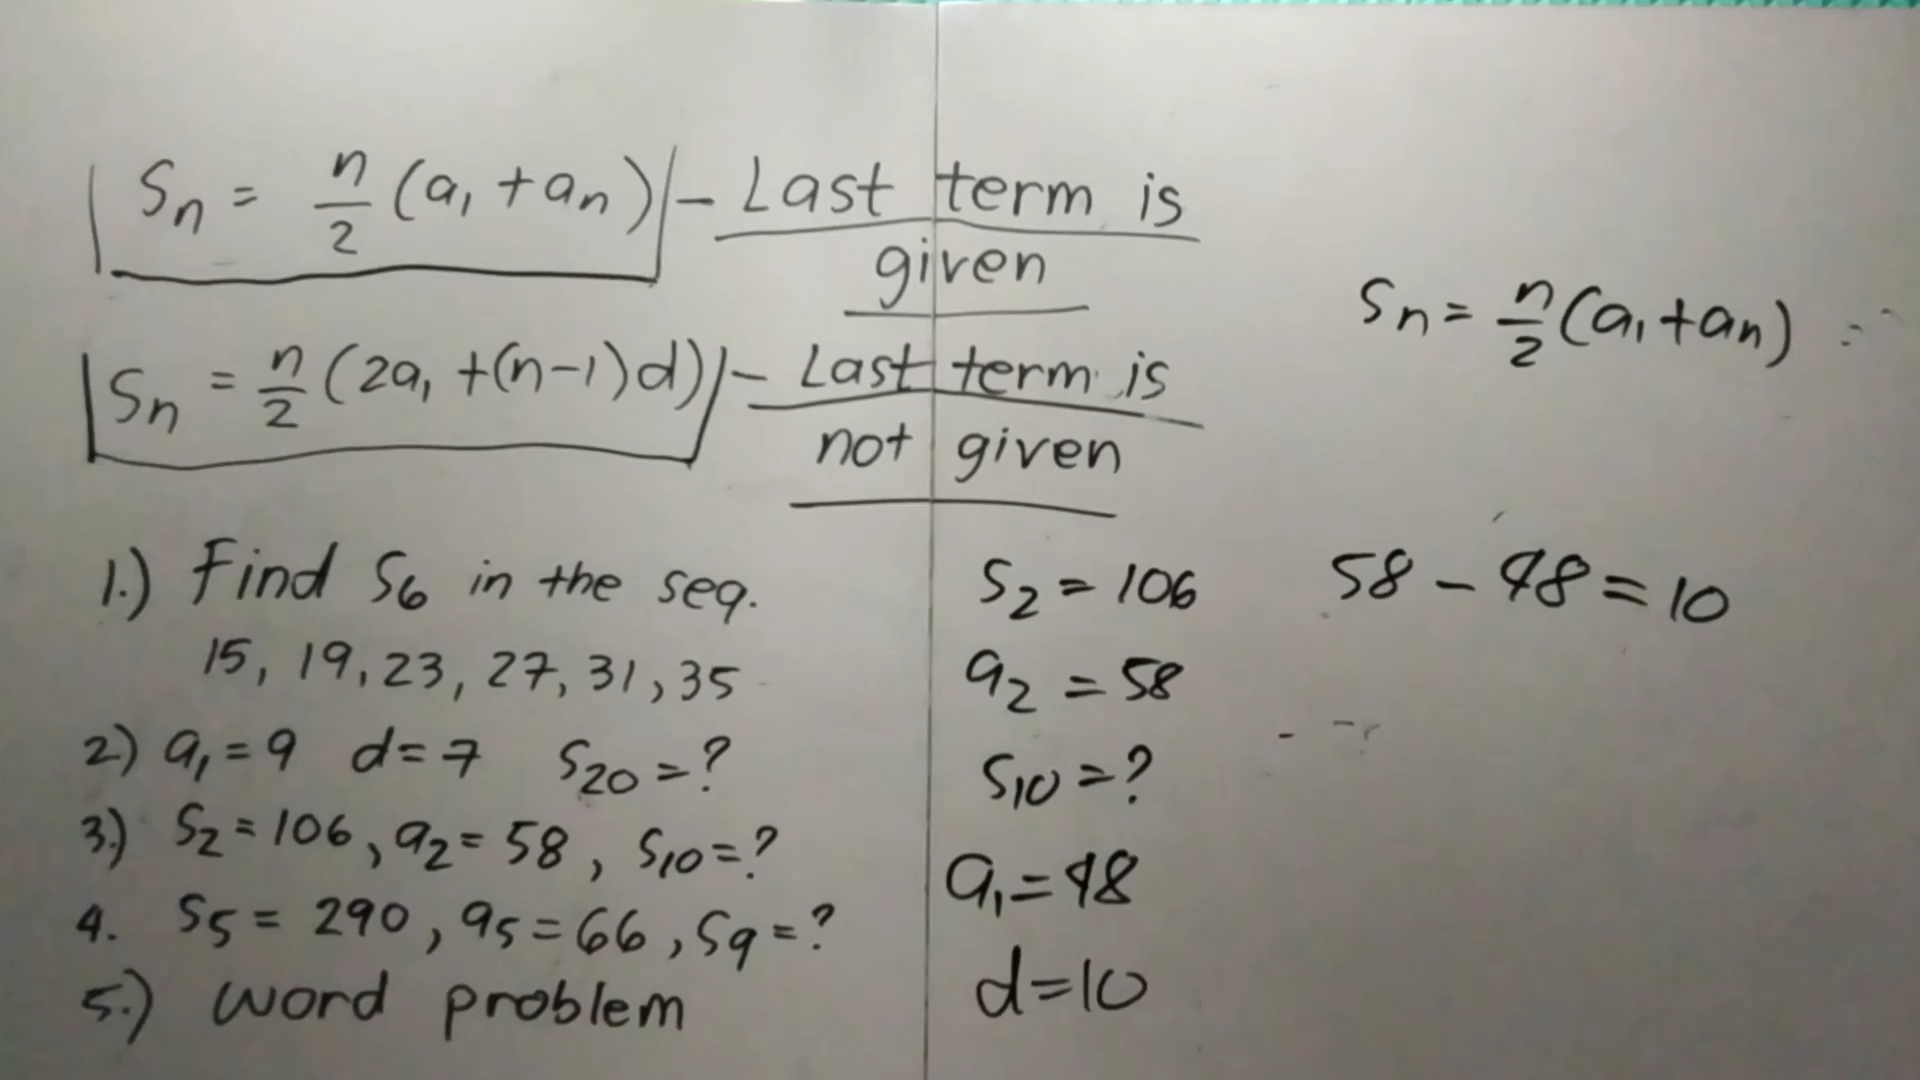 Sn = n/2 (a₁ + an) - Last term is
given
Sn = n/2 (2a₁ + (n-1)d) - Last term is
not given
1.) Find S₆ in the seq.
15, 19, 23, 27, 31, 35
2) a₁ = 9 d = 7 S₂₀ = ?
3.) S₂ = 106, a₂ = 58, S₁₀ = ?
4. S₅ = 290, a₅ = 66, S₉ = ?
5.) word problem
S₂ = 106
a₂ = 58
S₁₀ = ?
a₁ = 48
d = 10
Sn = n/2 (a₁ + an)
58 - 48 = 10